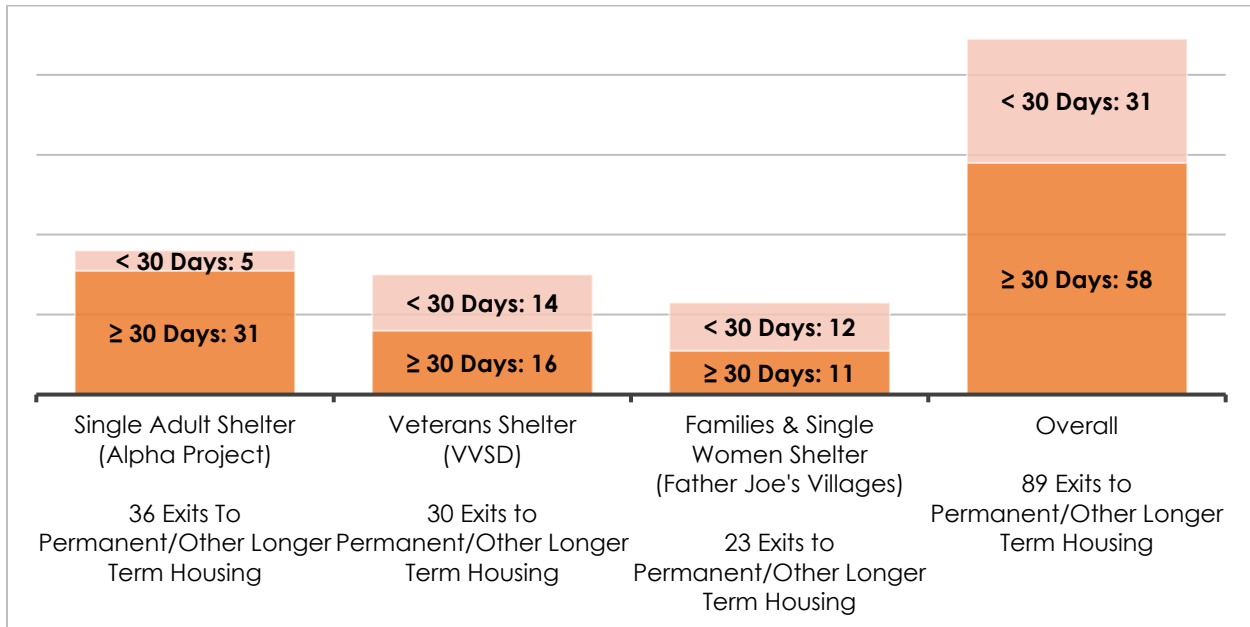 < 30 Days: 5
≥ 30 Days: 31
< 30 Days: 14
≥ 30 Days: 16
< 30 Days: 12
≥ 30 Days: 11
< 30 Days: 31
≥ 30 Days: 58
Single Adult Shelter
(Alpha Project)
36 Exits To
Permanent/Other Longer
Term Housing
Veterans Shelter
(VVSD)
30 Exits to
Permanent/Other Longer
Term Housing
Families & Single
Women Shelter
(Father Joe's Villages)
23 Exits to
Permanent/Other Longer
Term Housing
Overall
89 Exits to
Permanent/Other Longer
Term Housing